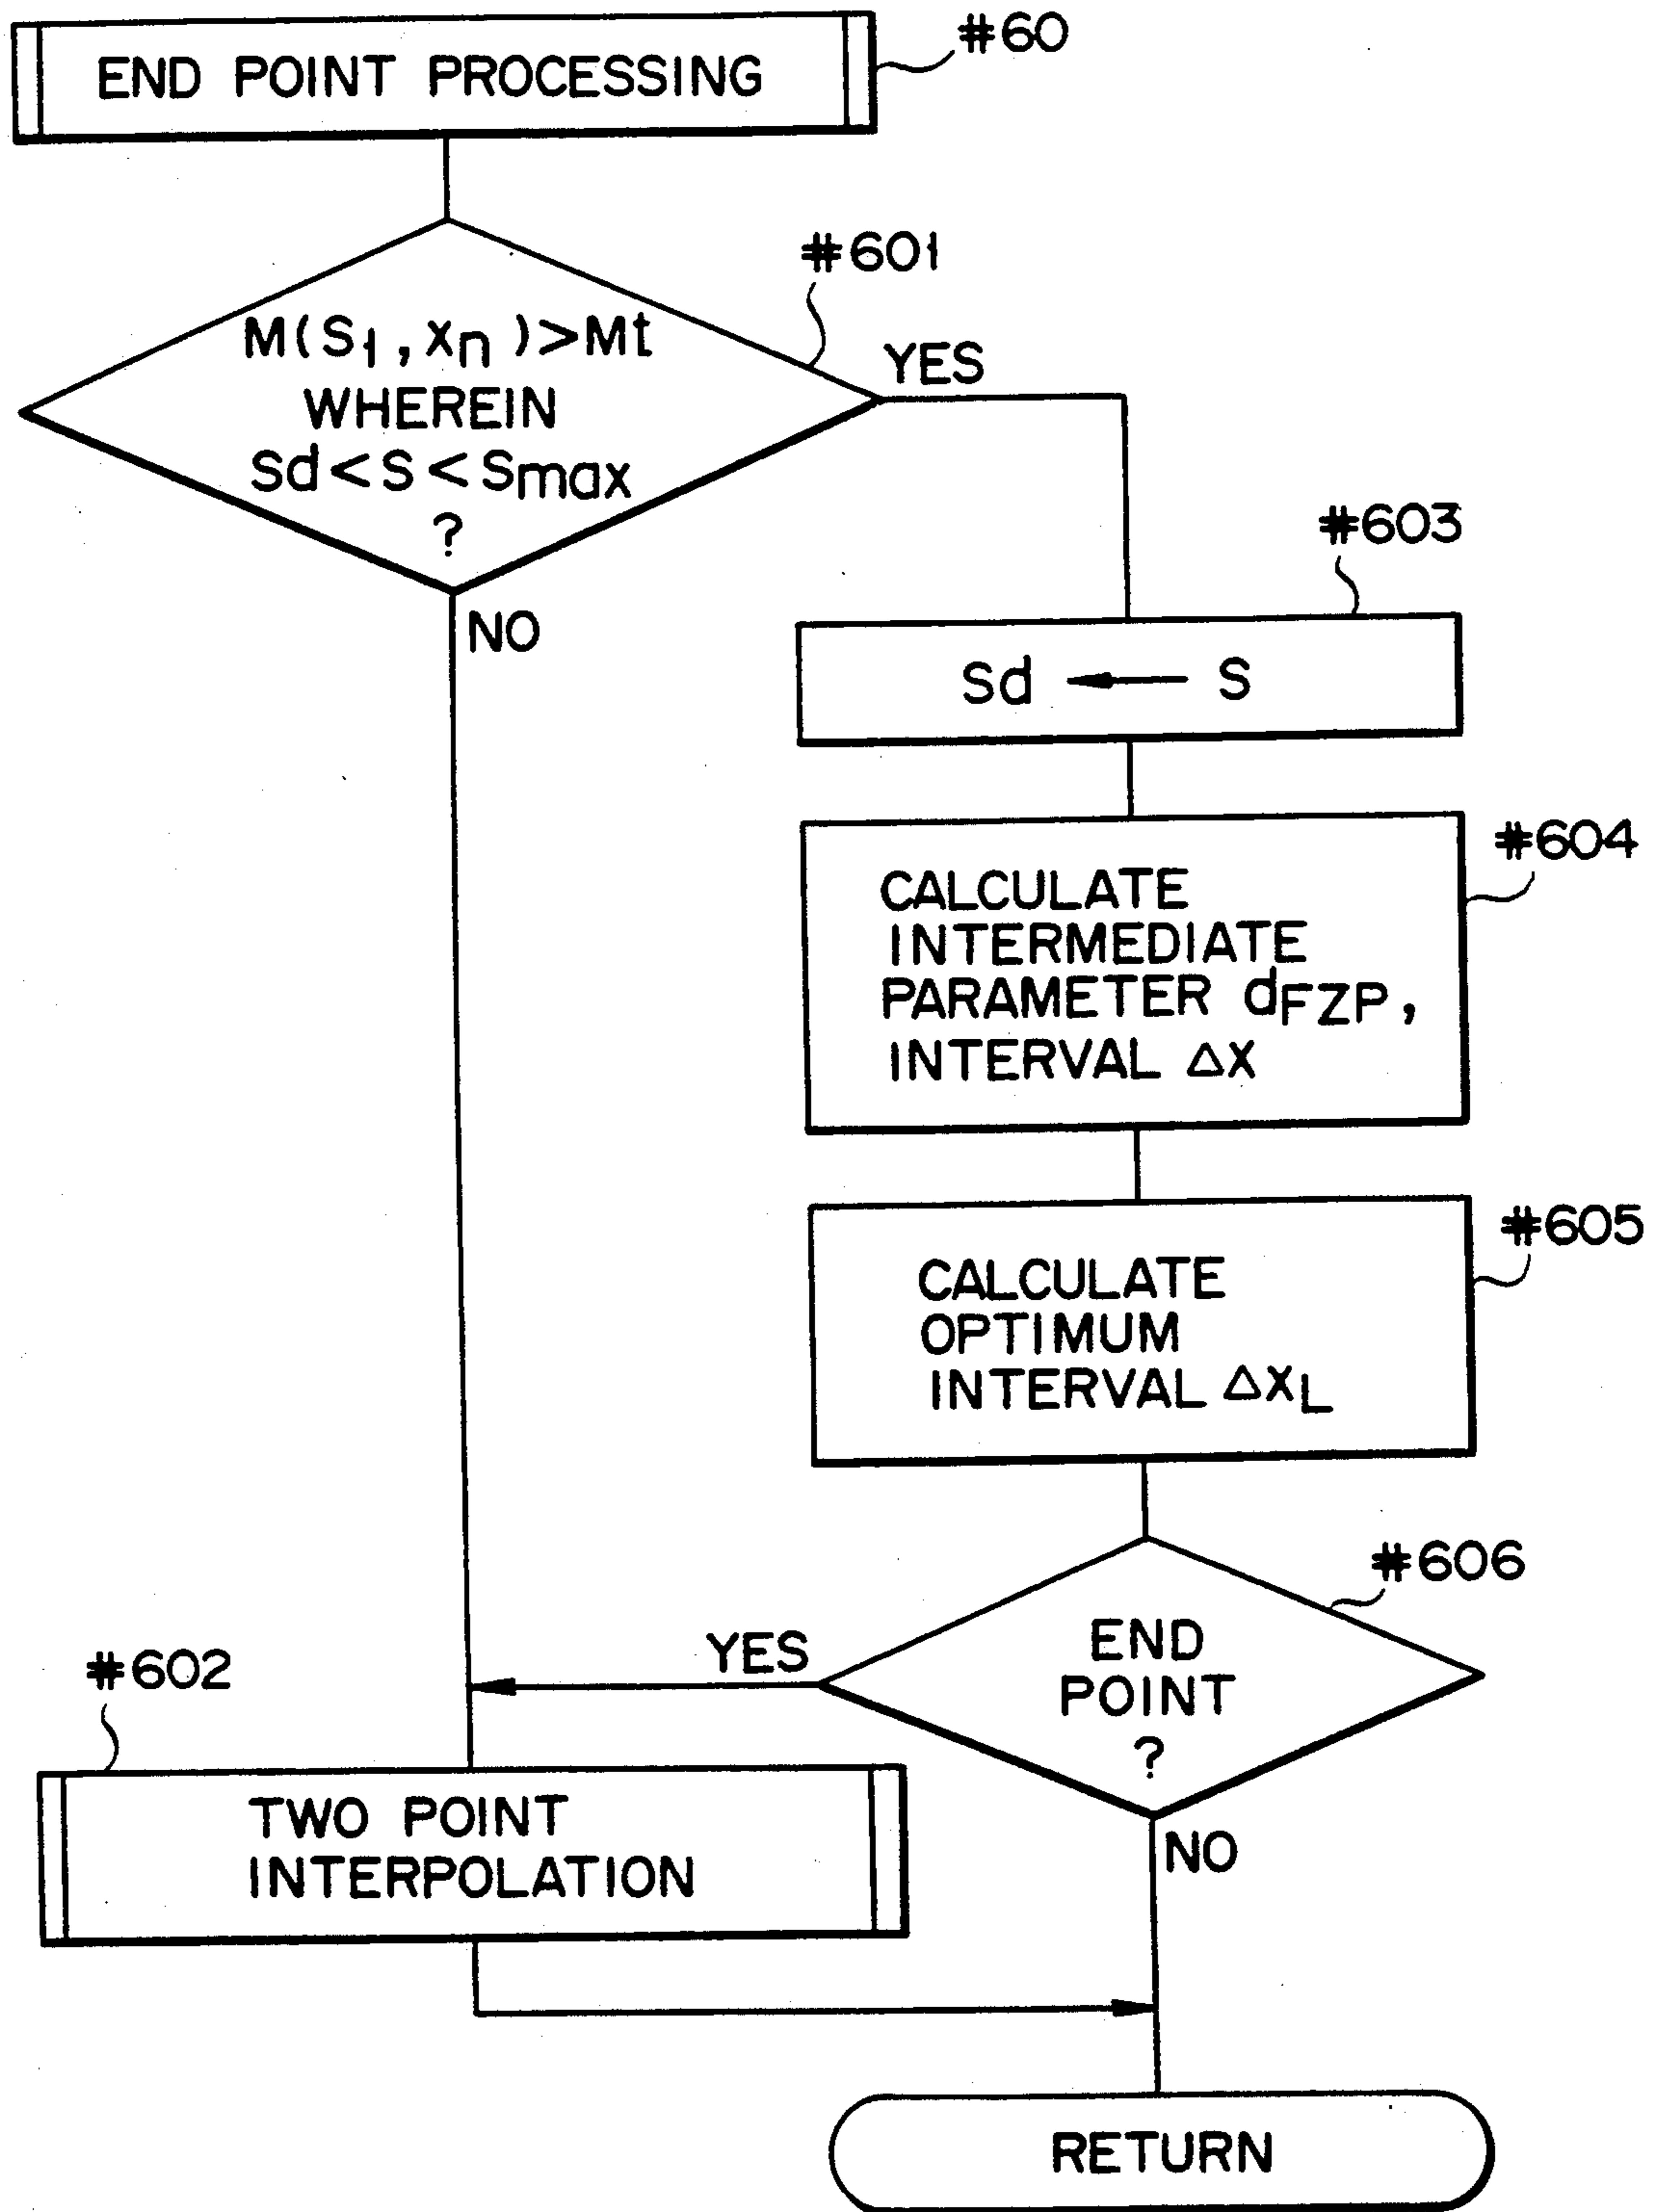 END POINT PROCESSING
#60
#601
M(S1,xn)>Mt
WHEREIN
Sd<S<Smax
?
YES
NO
#603
Sd ← S
#604
CALCULATE
INTERMEDIATE
PARAMETER dFZP,
INTERVAL ΔX
#605
CALCULATE
OPTIMUM
INTERVAL ΔXL
#606
END
POINT
?
YES
NO
#602
TWO POINT
INTERPOLATION
RETURN